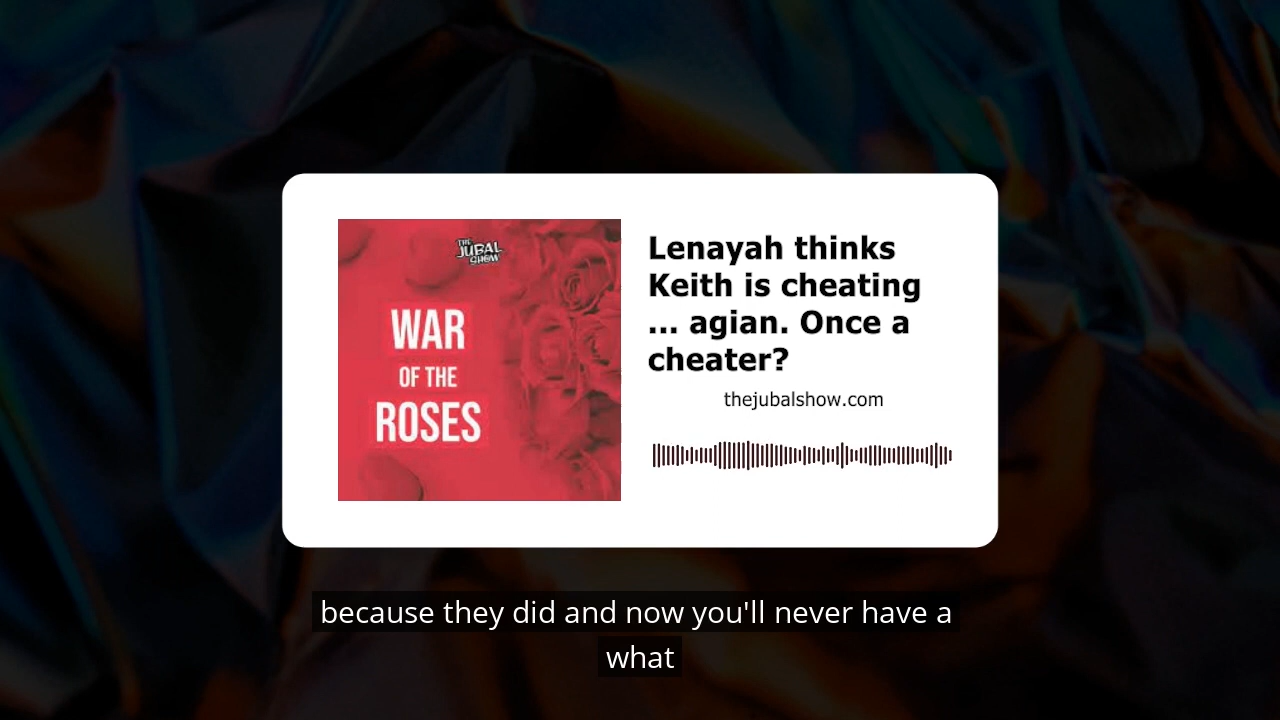 THE
JUBAL
SHOW
WAR
OF THE
ROSES
Lenayah thinks
Keith is cheating
... agian. Once a
cheater?
thejubalshow.com
because they did and now you'll never have a
what